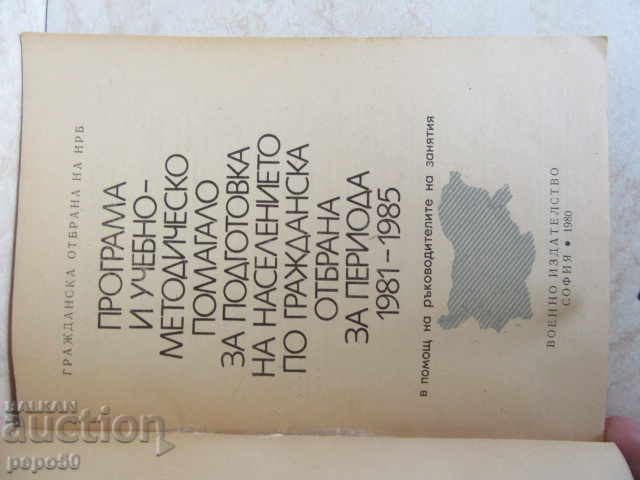 ГРАЖДАНСКА ОТБРАНА НА НРБ
ПРОГРАМА
И УЧЕБНО-
МЕТОДИЧЕСКО
ПОМАГАЛО
ЗА ПОДГОТОВКА
НА НАСЕЛЕНИЕТО
ПО ГРАЖДАНСКА
ОТБРАНА
ЗА ПЕРИОДА
1981-1985
в помощ на ръководителите на занятия
ВОЕННО ИЗДАТЕЛСТВО
СОФИЯ • 1980
BALKAN
auction
pepo50